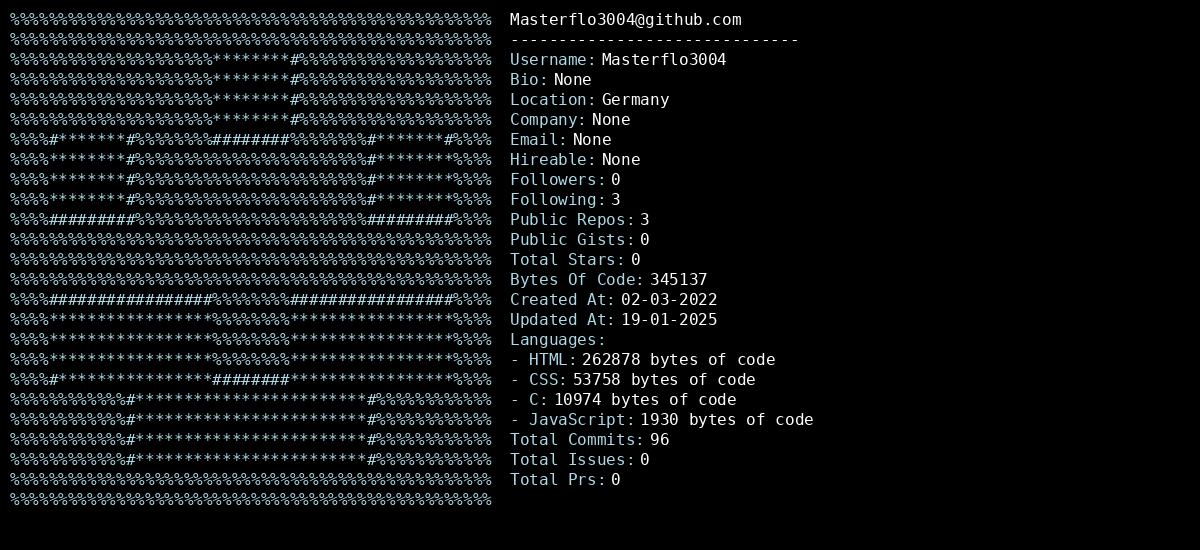 Masterflo3004@github.com
------------------------------
Username: Masterflo3004
Bio: None
Location: Germany
Company: None
Email: None
Hireable: None
Followers: 0
Following: 3
Public Repos: 3
Public Gists: 0
Total Stars: 0
Bytes Of Code: 345137
Created At: 02-03-2022
Updated At: 19-01-2025
Languages:
- HTML: 262878 bytes of code
- CSS: 53758 bytes of code
- C: 10974 bytes of code
- JavaScript: 1930 bytes of code
Total Commits: 96
Total Issues: 0
Total Prs: 0